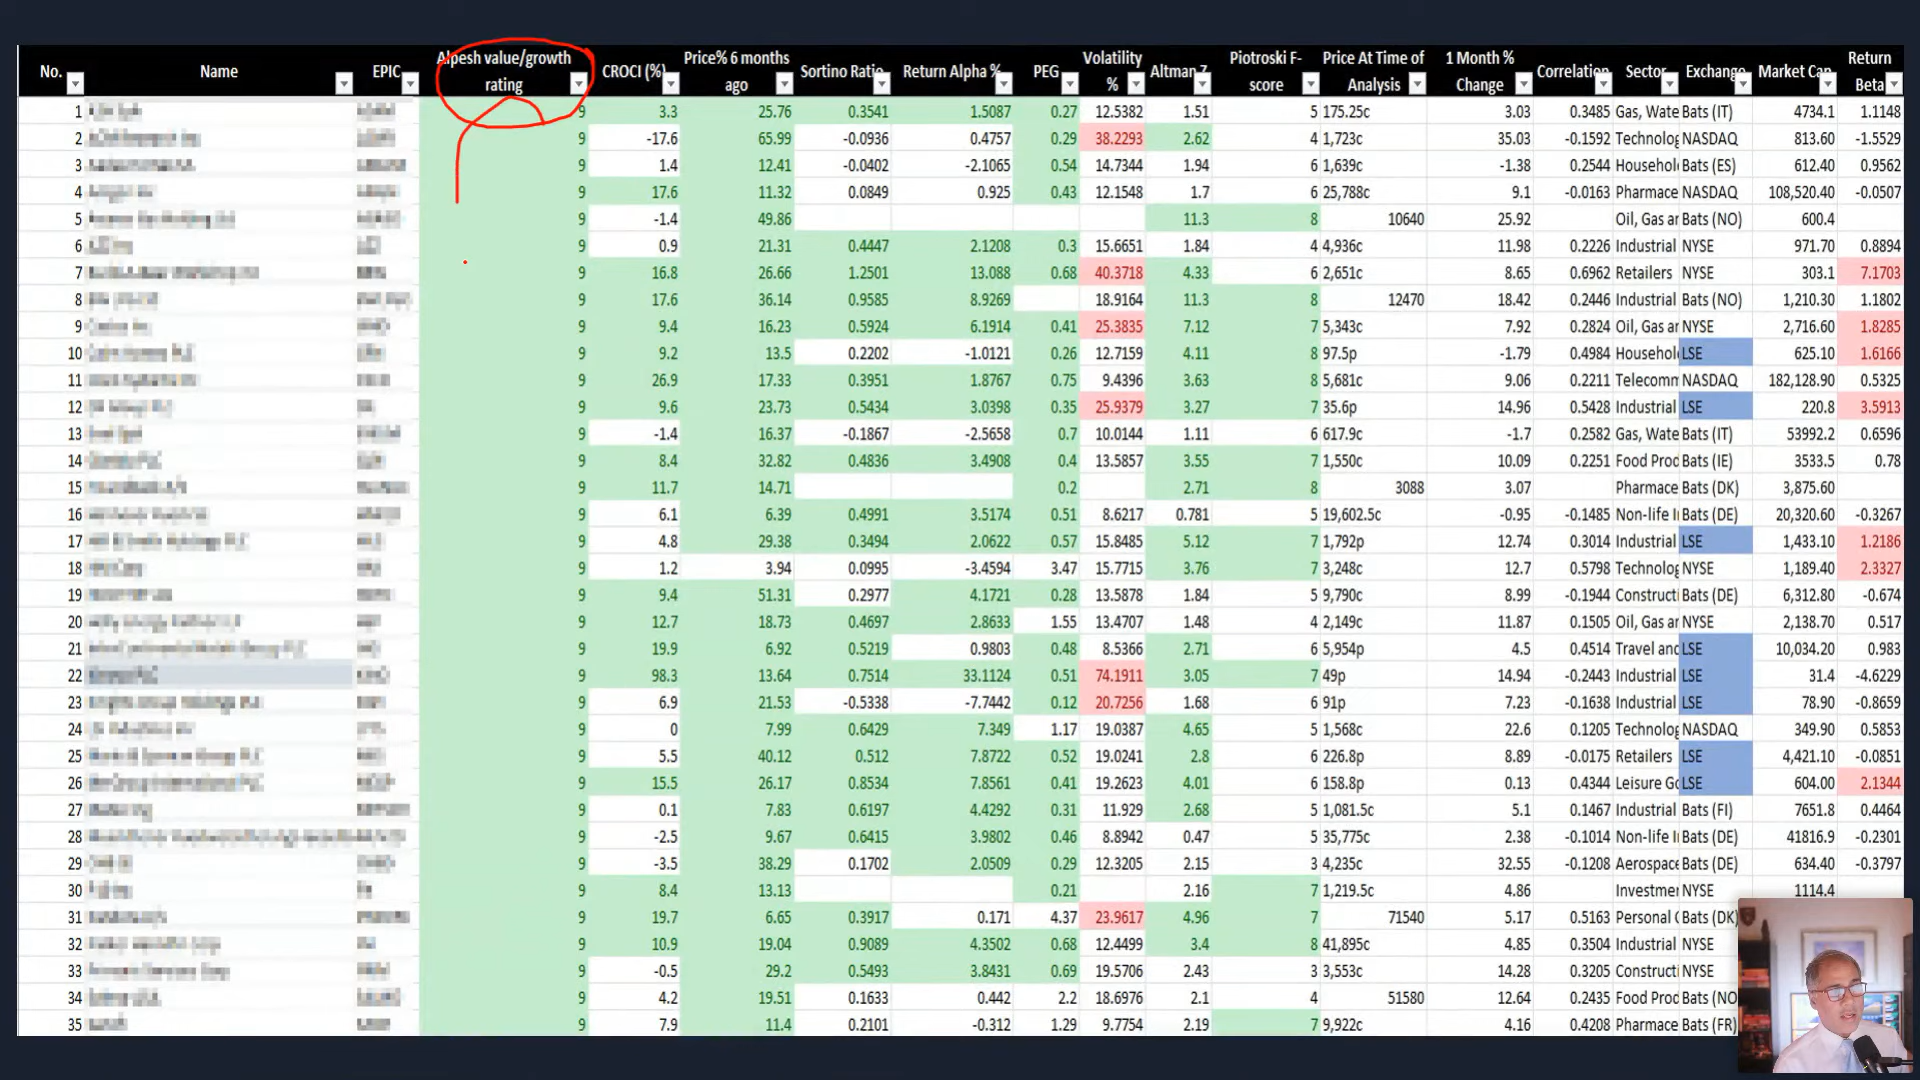 No. Name EPIC Alpesh value/growth rating CROCI (%) Price% 6 months ago Sortino Ratio Return Alpha % PEG Volatility % Altman Z Piotroski F-score Price At Time of Analysis 1 Month % Change Correlation Sector Exchange Market Cap Return Beta
1 9 3.3 25.76 0.3541 1.5087 0.27 12.5382 1.51 5 175.25c 3.03 0.3485 Gas, Wate Bats (IT) 4734.1 1.1148
2 9 -17.6 65.99 -0.0936 0.4757 0.29 38.2293 2.62 4 1,723c 35.03 -0.1592 Technolog NASDAQ 813.60 -1.5529
3 9 1.4 12.41 -0.0402 -2.1065 0.54 14.7344 1.94 6 1,639c -1.38 0.2544 Househol Bats (ES) 612.40 0.9562
4 9 17.6 11.32 0.0849 0.925 0.43 12.1548 1.7 6 25,788c 9.1 -0.0163 Pharmace NASDAQ 108,520.40 -0.0507
5 9 -1.4 49.86 11.3 8 10640 25.92 Oil, Gas ar Bats (NO) 600.4
6 9 0.9 21.31 0.4447 2.1208 0.3 15.6651 1.84 4 4,936c 11.98 0.2226 Industrial NYSE 971.70 0.8894
7 9 16.8 26.66 1.2501 13.088 0.68 40.3718 4.33 6 2,651c 8.65 0.6962 Retailers NYSE 303.1 7.1703
8 9 17.6 36.14 0.9585 8.9269 18.9164 11.3 8 12470 18.42 0.2446 Industrial Bats (NO) 1,210.30 1.1802
9 9 9.4 16.23 0.5924 6.1914 0.41 25.3835 7.12 7 5,343c 7.92 0.2824 Oil, Gas ar NYSE 2,716.60 1.8285
10 9 9.2 13.5 0.2202 -1.0121 0.26 12.7159 4.11 8 97.5p -1.79 0.4984 Househol LSE 625.10 1.6166
11 9 26.9 17.33 0.3951 1.8767 0.75 9.4396 3.63 8 5,681c 9.06 0.2211 Telecomm NASDAQ 182,128.90 0.5325
12 9 9.6 23.73 0.5434 3.0398 0.35 25.9379 3.27 7 35.6p 14.96 0.5428 Industrial LSE 220.8 3.5913
13 9 -1.4 16.37 -0.1867 -2.5658 0.7 10.0144 1.11 6 617.9c -1.7 0.2582 Gas, Wate Bats (IT) 53992.2 0.6596
14 9 8.4 32.82 0.4836 3.4908 0.4 13.5857 3.55 7 1,550c 10.09 0.2251 Food Prod Bats (IE) 3533.5 0.78
15 9 11.7 14.71 0.2 2.71 8 3088 3.07 Pharmace Bats (DK) 3,875.60
16 9 6.1 6.39 0.4991 3.5174 0.51 8.6217 0.781 5 19,602.5c -0.95 -0.1485 Non-life I Bats (DE) 20,320.60 -0.3267
17 9 4.8 29.38 0.3494 2.0622 0.57 15.8485 5.12 7 1,792p 12.74 0.3014 Industrial LSE 1,433.10 1.2186
18 9 1.2 3.94 0.0995 -3.4594 3.47 15.7715 3.76 7 3,248c 12.7 0.5798 Technolog NYSE 1,189.40 2.3327
19 9 9.4 51.31 0.2977 4.1721 0.28 13.5878 1.84 5 9,790c 8.99 -0.1944 Constructi Bats (DE) 6,312.80 -0.674
20 9 12.7 18.73 0.4697 2.8633 1.55 13.4707 1.48 4 2,149c 11.87 0.1505 Oil, Gas ar NYSE 2,138.70 0.517
21 9 19.9 6.92 0.5219 0.9803 0.48 8.5366 2.71 6 5,954p 4.5 0.4514 Travel and LSE 10,034.20 0.983
22 9 98.3 13.64 0.7514 33.1124 0.51 74.1911 3.05 7 49p 14.94 -0.2443 Industrial LSE 31.4 -4.6229
23 9 6.9 21.53 -0.5338 -7.7442 0.12 20.7256 1.68 6 91p 7.23 -0.1638 Industrial LSE 78.90 -0.8659
24 9 0 7.99 0.6429 7.349 1.17 19.0387 4.65 5 1,568c 22.6 0.1205 Technolog NASDAQ 349.90 0.5853
25 9 5.5 40.12 0.512 7.8722 0.52 19.0241 2.8 6 226.8p 8.89 -0.0175 Retailers LSE 4,421.10 -0.0851
26 9 15.5 26.17 0.8534 7.8561 0.41 19.2623 4.01 6 158.8p 0.13 0.4344 Leisure Go LSE 604.00 2.1344
27 9 0.1 7.83 0.6197 4.4292 0.31 11.929 2.68 5 1,081.5c 5.1 0.1467 Industrial Bats (FI) 7651.8 0.4464
28 9 -2.5 9.67 0.6415 3.9802 0.46 8.8942 0.47 5 35,775c 2.38 -0.1014 Non-life I Bats (DE) 41816.9 -0.2301
29 9 -3.5 38.29 0.1702 2.0509 0.29 12.3205 2.15 3 4,235c 32.55 -0.1208 Aerospac Bats (DE) 634.40 -0.3797
30 9 8.4 13.13 0.21 2.16 7 1,219.5c 4.86 Investmer NYSE 1114.4
31 9 19.7 6.65 0.3917 0.171 4.37 23.9617 4.96 7 71540 5.17 0.5163 Personal Bats (DK)
32 9 10.9 19.04 0.9089 4.3502 0.68 12.4499 3.4 8 41,895c 4.85 0.3504 Industrial NYSE
33 9 -0.5 29.2 0.5493 3.8431 0.69 19.5706 2.43 3 3,553c 14.28 0.3205 Constructi NYSE
34 9 4.2 19.51 0.1633 0.442 2.2 18.6976 2.1 4 51580 12.64 0.2435 Food Prod Bats (NO
35 9 7.9 11.4 0.2101 -0.312 1.29 9.7754 2.19 7 9,922c 4.16 0.4208 Pharmace Bats (FR)